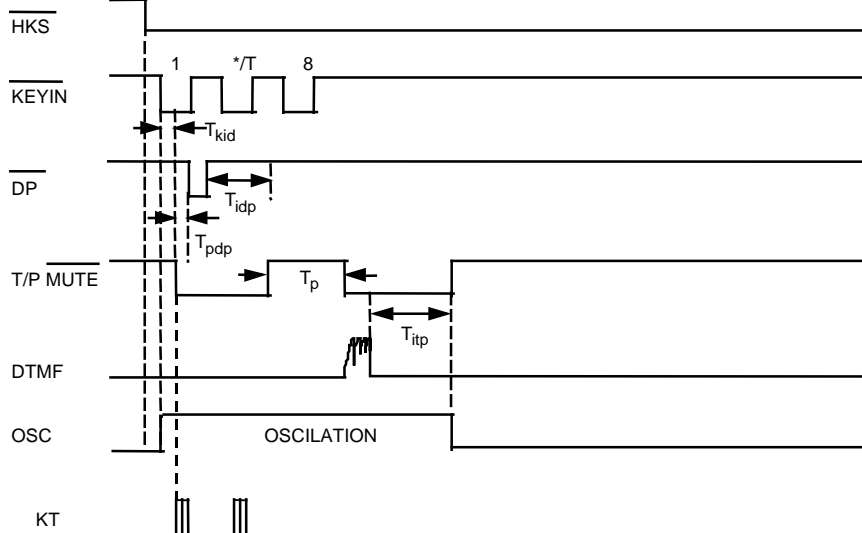 HKS
1 */T 8
KEYIN
Tkid
DP
Tidp
Tpdp
T/P MUTE
Tp
Titp
DTMF
OSC OSCILATION
KT